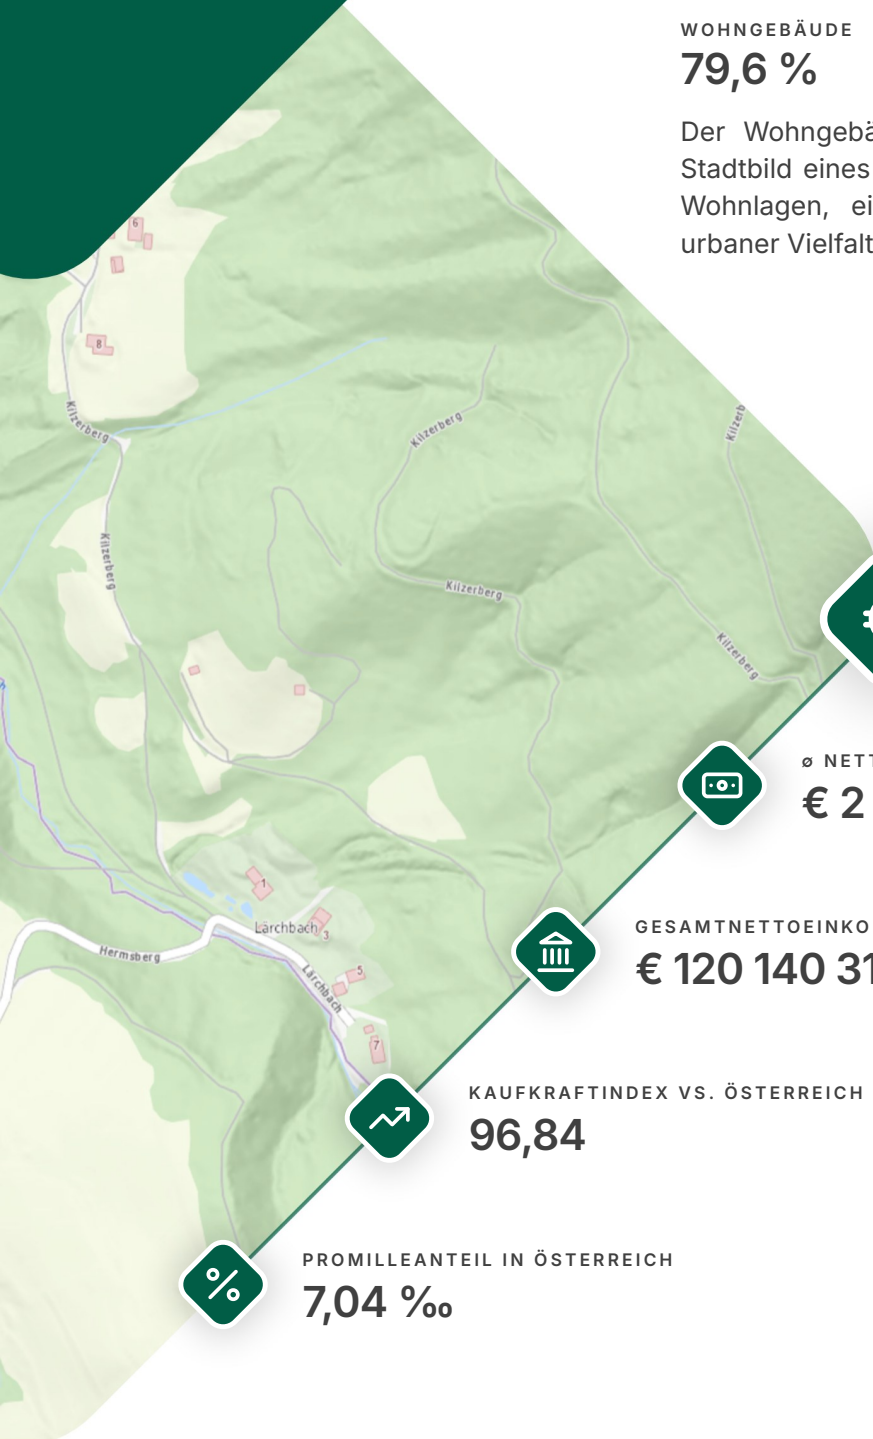 WOHNGEBÄUDE
79,6 %
Der Wohngebä
Stadtbild eines
Wohnlagen, ei
urbaner Vielfalt
6
8
Kilzerberg
Kilzerberg
Kilzerb
Kilzerberg
Kilzerberg
Kilzerberg
ø NETT
€ 2
1
Lärchbach
3
Hermsberg
Lärchbach
5
7
GESAMTNETTOEINKO
€ 120 140 31
KAUFKRAFTINDEX VS. ÖSTERREICH
96,84
PROMILLEANTEIL IN ÖSTERREICH
7,04 ‰